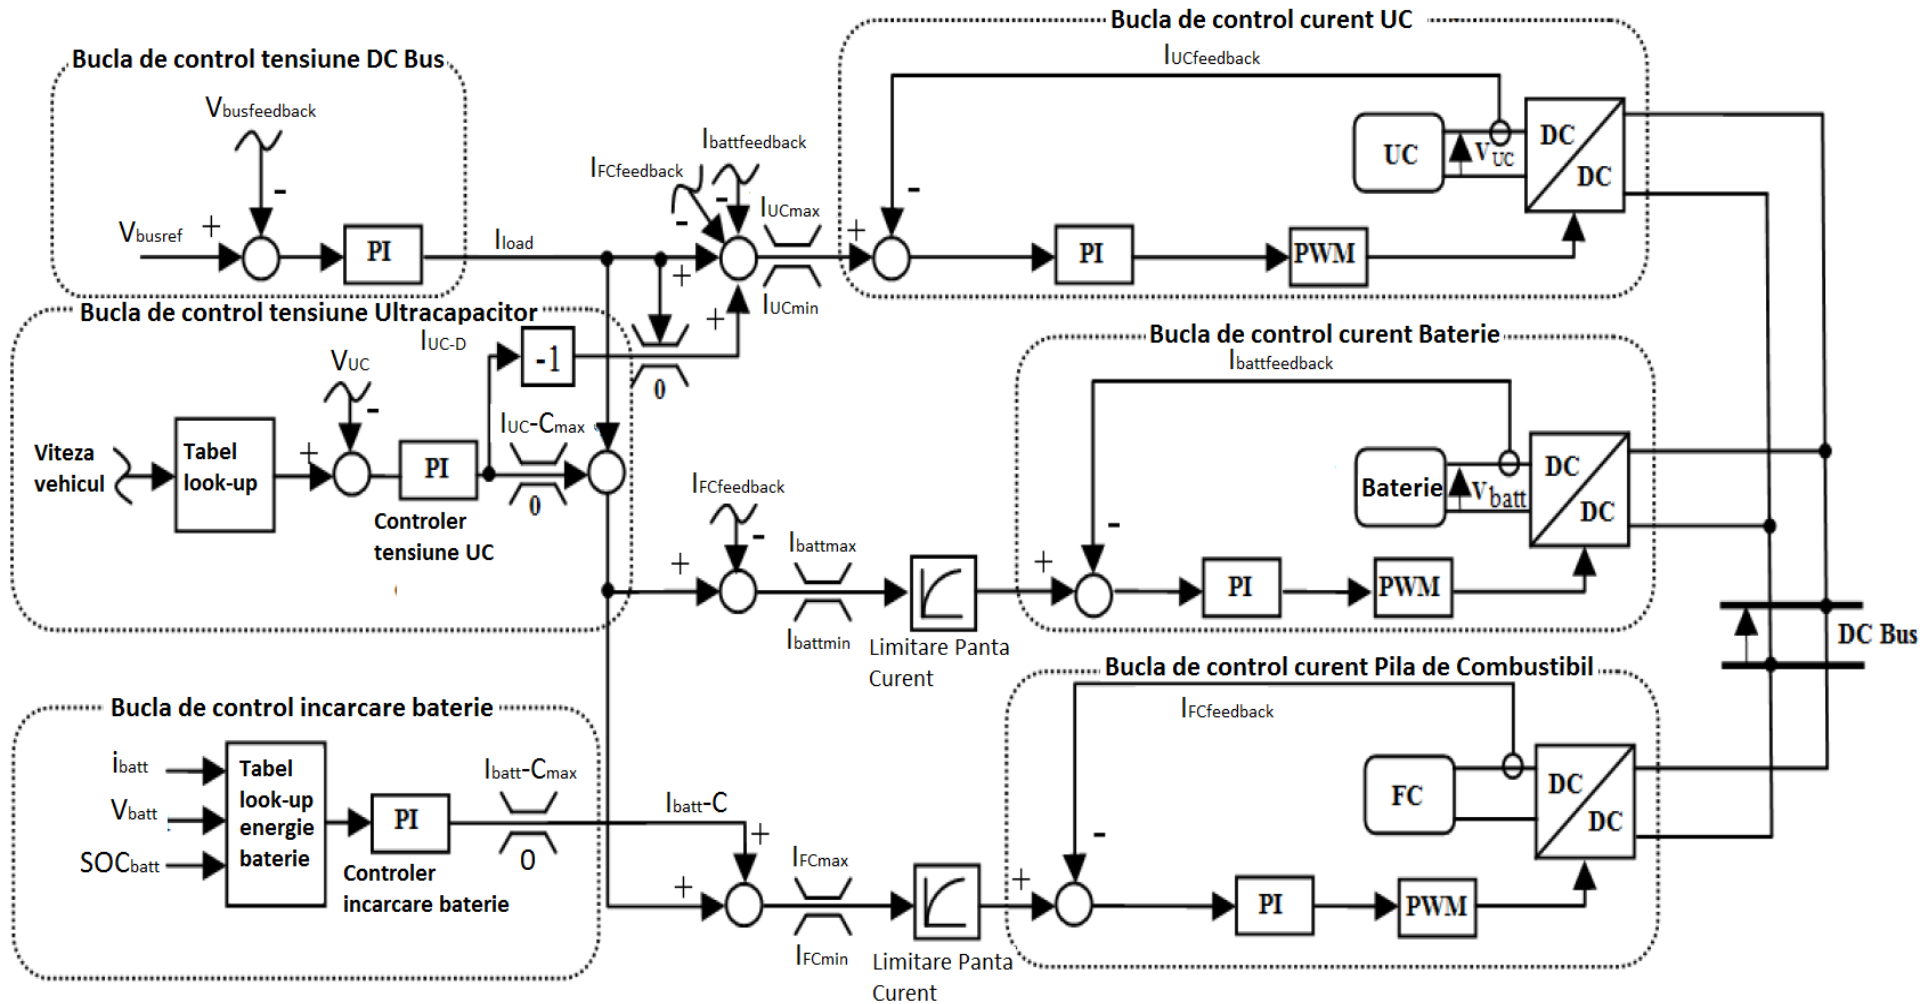 Bucla de control curent UC
IUCfeedback
Bucla de control tensiune DC Bus
Vbusfeedback
-
Vbusref
+
PI
Iload
IFCfeedback
Ibattfeedback
-
-
+
+
IUCmax
IUCmin
+
-
PI
PWM
UC
VUC
DC
DC
Bucla de control tensiune Ultracapacitor
IUC-D
-1
0
VUC
-
Viteza
vehicul
Tabel
look-up
+
PI
Controler
tensiune UC
IUC-Cmax
0
Bucla de control curent Baterie
Ibattfeedback
IFCfeedback
-
+
Ibattmax
Ibattmin
Limitare Panta
Curent
+
-
PI
PWM
Baterie
Vbatt
DC
DC
DC Bus
Bucla de control incarcare baterie
ibatt
Vbatt
SOCbatt
Tabel
look-up
energie
baterie
PI
Controler
incarcare baterie
Ibatt-Cmax
0
Ibatt-C
+
+
IFCmax
IFCmin
Limitare Panta
Curent
Bucla de control curent Pila de Combustibil
IFCfeedback
+
-
PI
PWM
FC
DC
DC